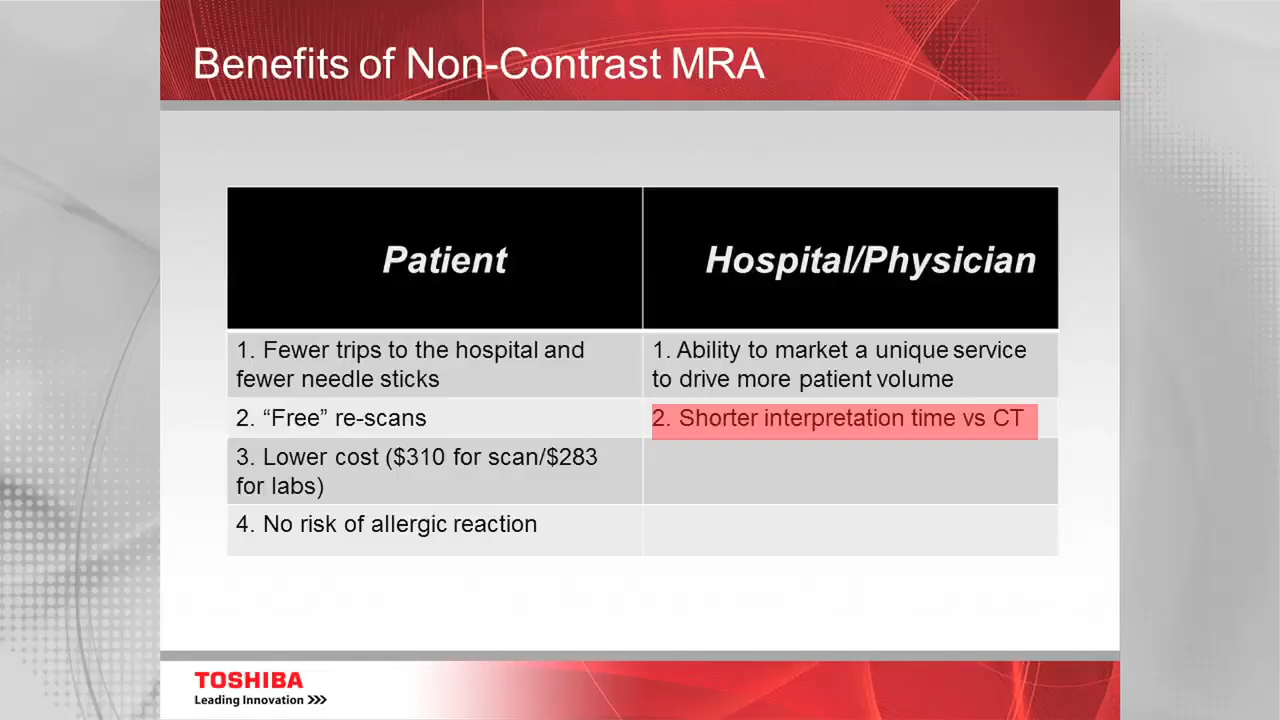 Benefits of Non-Contrast MRA
Patient
Hospital/Physician
1. Fewer trips to the hospital and
fewer needle sticks
1. Ability to market a unique service
to drive more patient volume
2. “Free” re-scans
2. Shorter interpretation time vs CT
3. Lower cost ($310 for scan/$283
for labs)
4. No risk of allergic reaction
TOSHIBA
Leading Innovation >>>